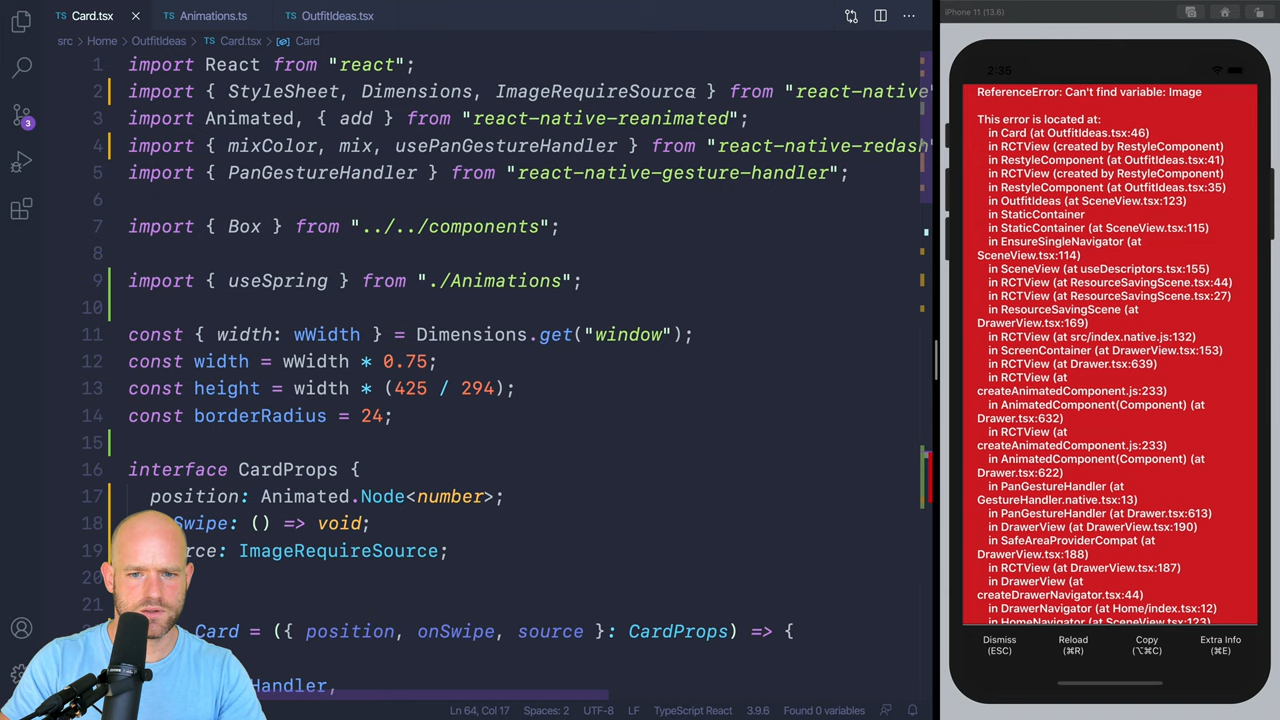 Card.tsx
Animations.ts
OutfitIdeas.tsx
src
Home
OutfitIdeas
Card.tsx
Card
1 import React from "react";
2 import { StyleSheet, Dimensions, ImageRequireSource } from "react-native"
3 import Animated, { add } from "react-native-reanimated";
4 import { mixColor, mix, usePanGestureHandler } from "react-native-redash
5 import { PanGestureHandler } from "react-native-gesture-handler";
6
7 import { Box } from "../../components";
8
9 import { useSpring } from "./Animations";
10
11 const { width: wWidth } = Dimensions.get("window");
12 const width = wWidth * 0.75;
13 const height = width * (425 / 294);
14 const borderRadius = 24;
15
16 interface CardProps {
17 position: Animated.Node<number>;
18 Swipe: () => void;
19 rce: ImageRequireSource;
20
21
Card = ({ position, onSwipe, source }: CardProps) => {
Handler,
3
Ln 64, Col 17
Spaces: 2
UTF-8
LF
TypeScript React
3.9.6
Found 0 variables
iPhone 11 (13.6)
2:35
ReferenceError: Can't find variable: Image
This error is located at:
in Card (at OutfitIdeas.tsx:46)
in RCTView (created by RestyleComponent)
in RestyleComponent (at OutfitIdeas.tsx:41)
in RCTView (created by RestyleComponent)
in RestyleComponent (at OutfitIdeas.tsx:35)
in OutfitIdeas (at SceneView.tsx:123)
in StaticContainer
in StaticContainer (at SceneView.tsx:115)
in EnsureSingleNavigator (at
SceneView.tsx:114)
in SceneView (at useDescriptors.tsx:155)
in RCTView (at ResourceSavingScene.tsx:44)
in RCTView (at ResourceSavingScene.tsx:27)
in ResourceSavingScene (at
DrawerView.tsx:169)
in RCTView (at src/index.native.js:132)
in ScreenContainer (at DrawerView.tsx:153)
in RCTView (at Drawer.tsx:639)
in RCTView (at
createAnimatedComponent.js:233)
in AnimatedComponent(Component) (at
Drawer.tsx:632)
in RCTView (at
createAnimatedComponent.js:233)
in AnimatedComponent(Component) (at
Drawer.tsx:622)
in PanGestureHandler (at
GestureHandler.native.tsx:13)
in PanGestureHandler (at Drawer.tsx:613)
in DrawerView (at DrawerView.tsx:190)
in SafeAreaProviderCompat (at
DrawerView.tsx:188)
in RCTView (at DrawerView.tsx:187)
in DrawerView (at
createDrawerNavigator.tsx:44)
in DrawerNavigator (at Home/index.tsx:12)
in HomeNavigator (at SceneView.tsx:123)
Dismiss
(ESC)
Reload
(⌘R)
Copy
(⌥⌘C)
Extra Info
(⌘E)